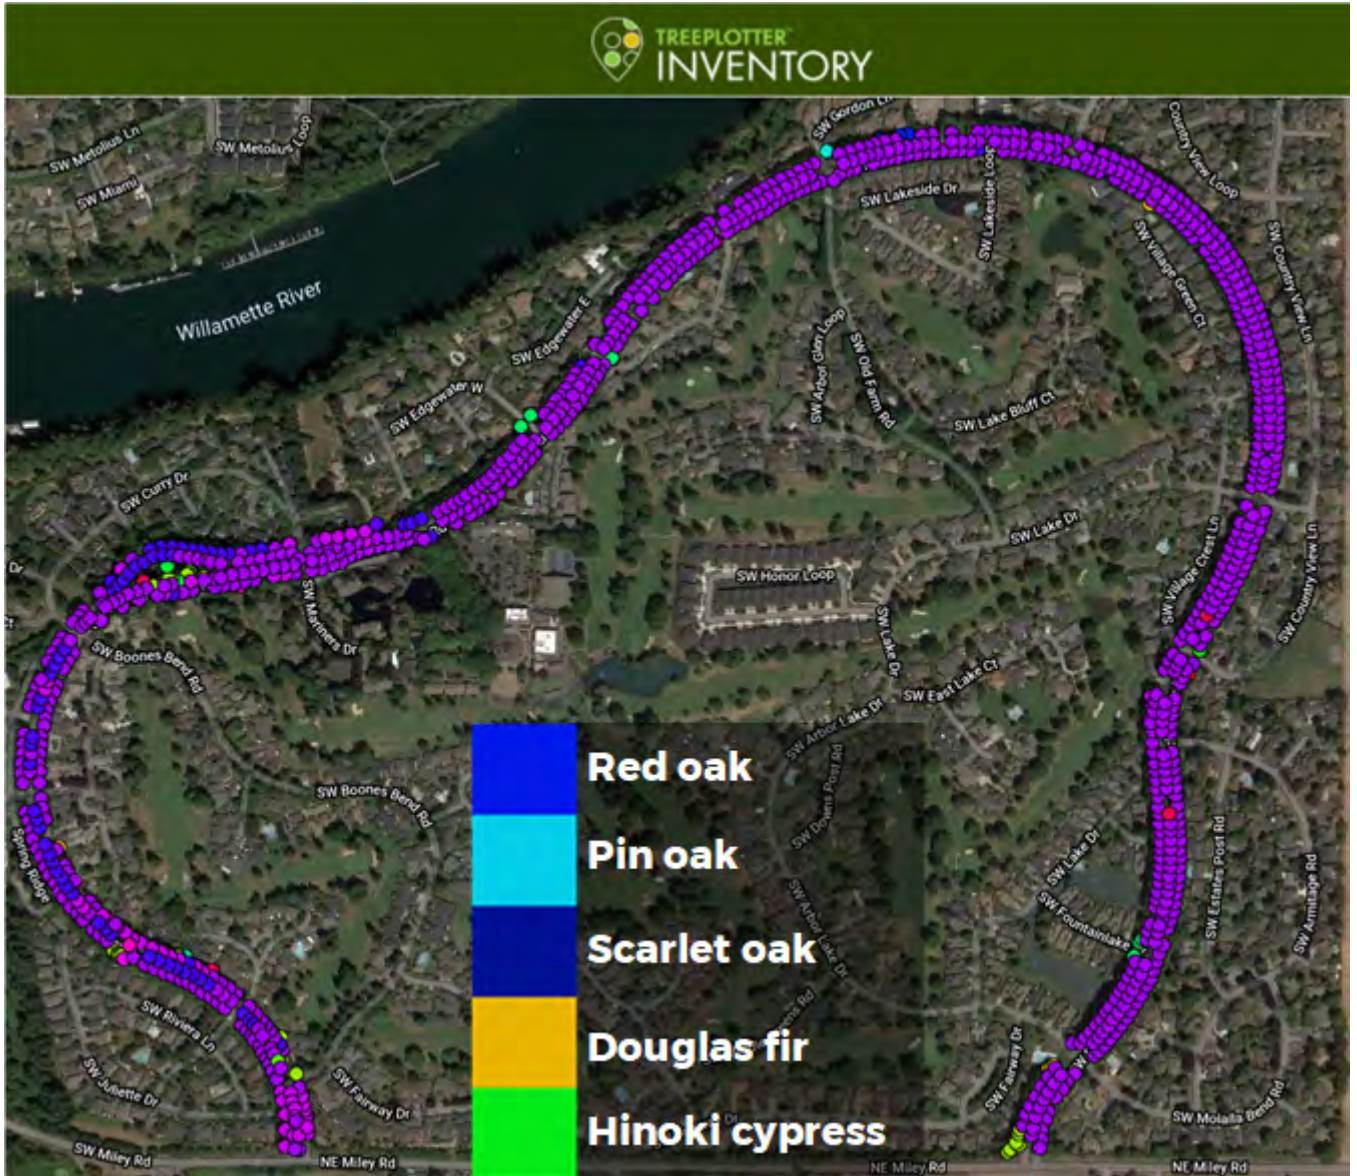 TREEPLOTTER™
INVENTORY
SW Gordon Ln
Country View Loop
SW Metolius Ln
SW Metolius Loop
SW Miami
SW Lakeside Dr
SW Lakeside Loop
SW Village Green Ct
SW Country View Ln
Willamette River
SW Edgewater E
SW Edgewater W
SW Arbor Glen Loop
SW Old Farm Rd
SW Lake Bluff Ct
SW Curry Dr
SW Lake Dr
SW Village Crest Ln
SW Country View Ln
Dr
SW Honor Loop
SW Mariners Dr
SW Lake Dr
Ct
SW Boones Bend Rd
SW East Lake Ct
SW Arbor Lake Dr
Red oak
SW Downs Post Rd
SW Boones Bend Rd
Spring Ridge
Pin oak
SW Lake Dr
SW Estates Post Rd
SW Armitage Rd
SW Fountainlake
SW Arbor Lake Dr
Scarlet oak
SW Riviera Ln
Douglas fir
W
SW Juliette Dr
SW Fairway Dr
SW Fairway Dr
SW Molalla Bend Rd
Hinoki cypress
SW Miley Rd
NE Miley Rd
NE Miley Rd
NE Miley Rd